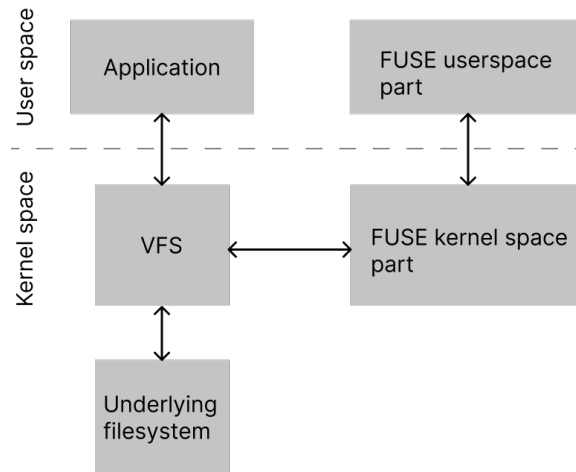 User space
Application
FUSE userspace
part
Kernel space
VFS
FUSE kernel space
part
Underlying
filesystem